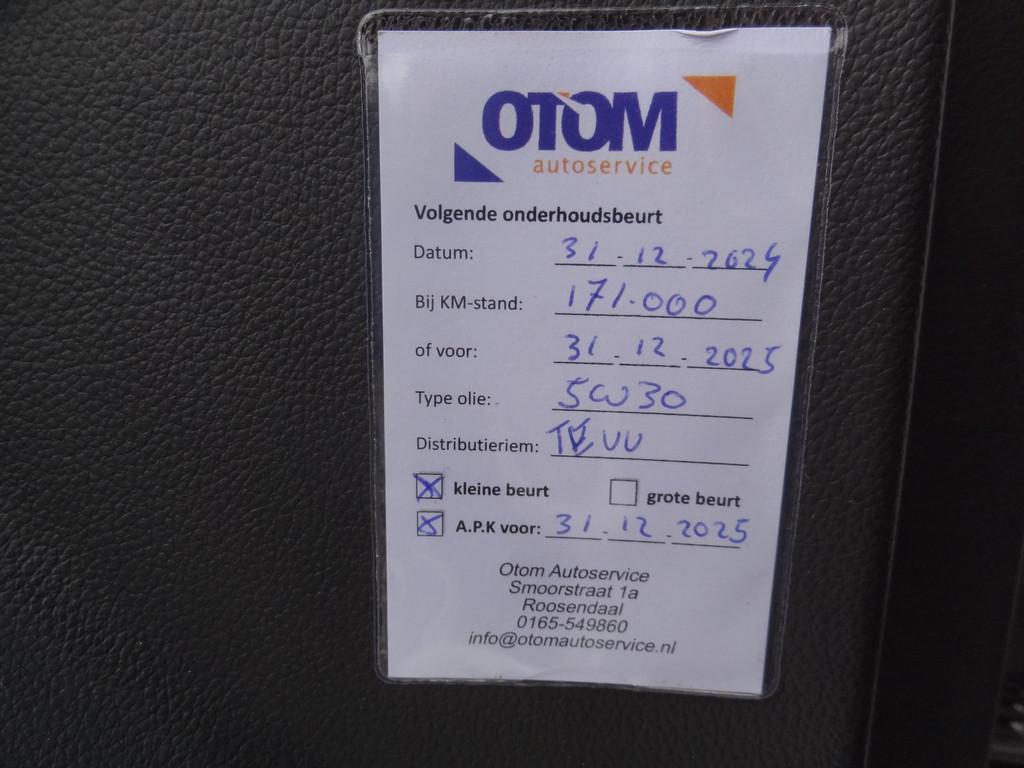 OTOM
autoservice
Volgende onderhoudsbeurt
Datum: 31-12-2024
Bij KM-stand: 171.000
of voor: 31-12-2025
Type olie: 5W30
Distributieriem:
kleine beurt grote beurt
A.P.K voor: 31-12-2025
Otom Autoservice
Smoorstraat 1a
Roosendaal
0165-549860
info@otomautoservice.nl